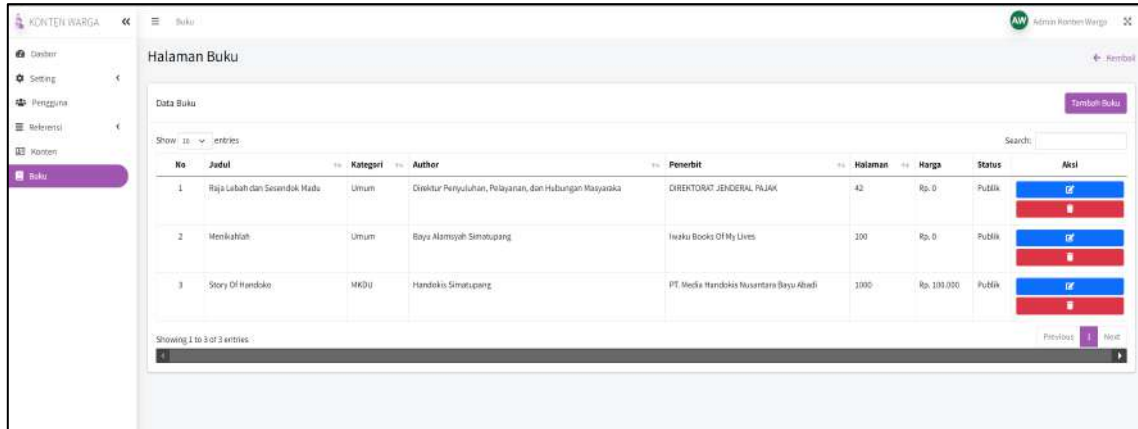 KONTEN WARGA
Buku
AW Admin Konten Warga
Dasbor
Setting
Pengguna
Referensi
Konten
Buku
Halaman Buku
Kembali
Data Buku
Tambah Buku
Show 10 entries
Search:
No Judul Kategori Author Penerbit Halaman Harga Status Aksi
1 Raja Lebah dan Sesendok Madu Umum Direktur Penyuluhan, Pelayanan, dan Hubungan Masyaraka DIREKTORAT JENDERAL PAJAK 42 Rp. 0 Publik
2 Menikahlah Umum Bayu Alamsyah Simatupang Iwaku Books Of My Lives 100 Rp. 0 Publik
3 Story Of Handoko MKDU Handokis Simatupang PT. Media Handokis Nusantara Bayu Abadi 1000 Rp. 100.000 Publik
Showing 1 to 3 of 3 entries
Previous 1 Next